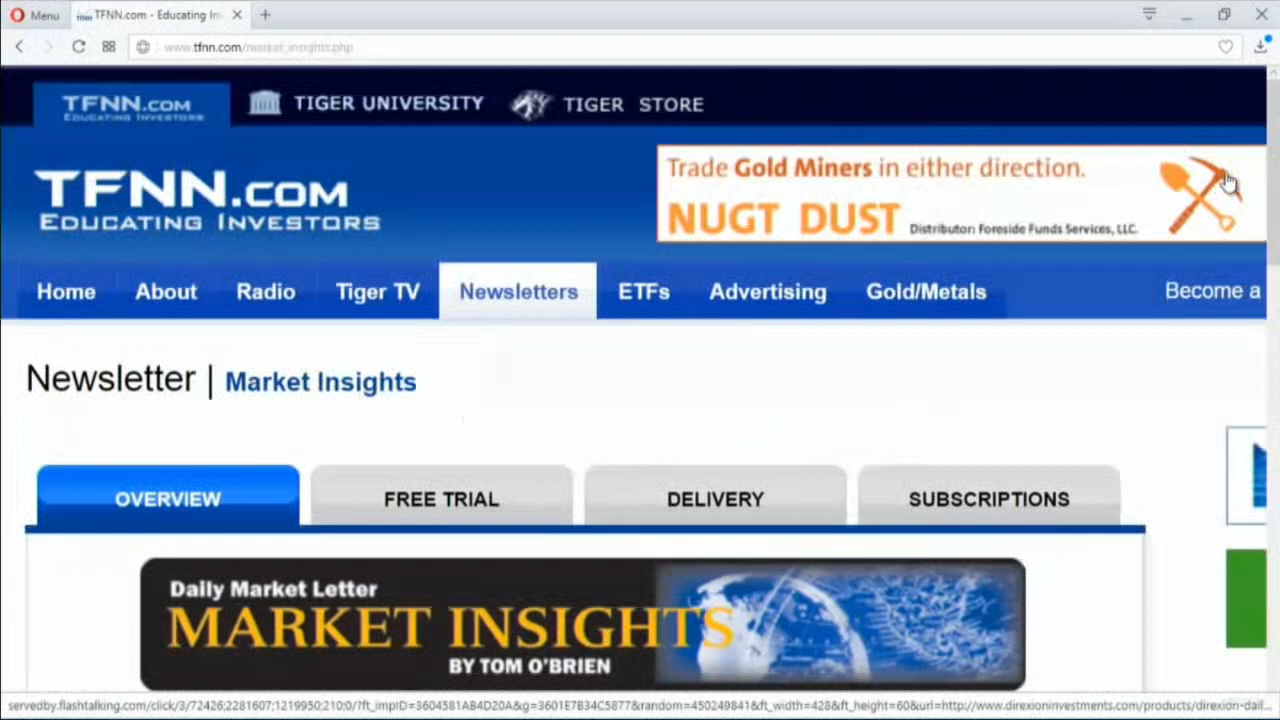 Menu
TFNN.com - Educating In
www.tfnn.com/market_insights.php
TFNN.COM
EDUCATING INVESTORS
TIGER UNIVERSITY
TIGER STORE
TFNN.COM
EDUCATING INVESTORS
Trade Gold Miners in either direction.
NUGT DUST Distributor: Foreside Funds Services, LLC.
Home About Radio Tiger TV Newsletters ETFs Advertising Gold/Metals Become a
Newsletter | Market Insights
OVERVIEW FREE TRIAL DELIVERY SUBSCRIPTIONS
Daily Market Letter
MARKET INSIGHTS
BY TOM O'BRIEN
servedby.flashtalking.com/click/3/72426;2281607;1219950;210;0/?ft_impID=3604581AB4D20A&g=3601E7B34C5877&random=450249841&ft_width=428&ft_height=60&url=http://www.direxioninvestments.com/products/direxion-dail...